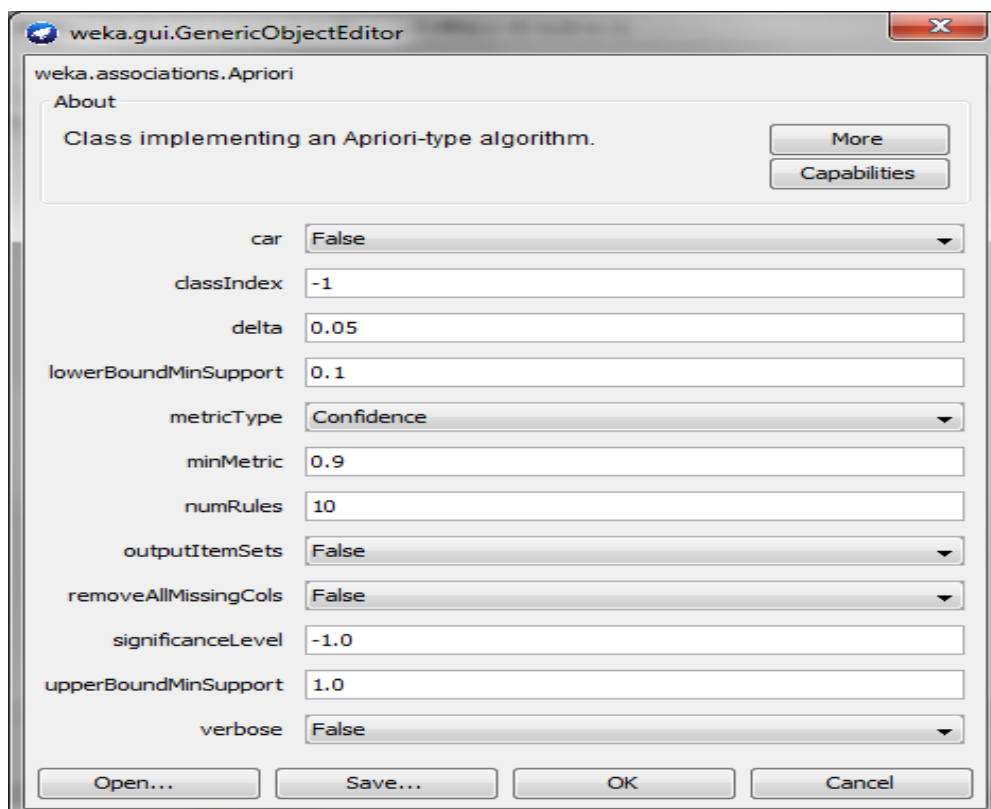 weka.gui.GenericObjectEditor
weka.associations.Apriori
About
Class implementing an Apriori-type algorithm.
More
Capabilities
car False
classIndex -1
delta 0.05
lowerBoundMinSupport 0.1
metricType Confidence
minMetric 0.9
numRules 10
outputItemSets False
removeAllMissingCols False
significanceLevel -1.0
upperBoundMinSupport 1.0
verbose False
Open... Save... OK Cancel